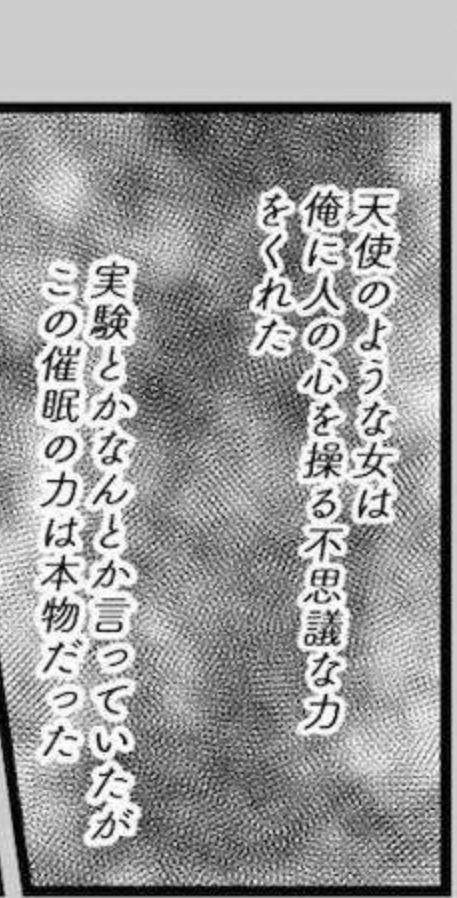 天使のような女は
俺に人の心を操る不思議な力
をくれた
実験とかなんとか言っていたが
この催眠の力は本物だった